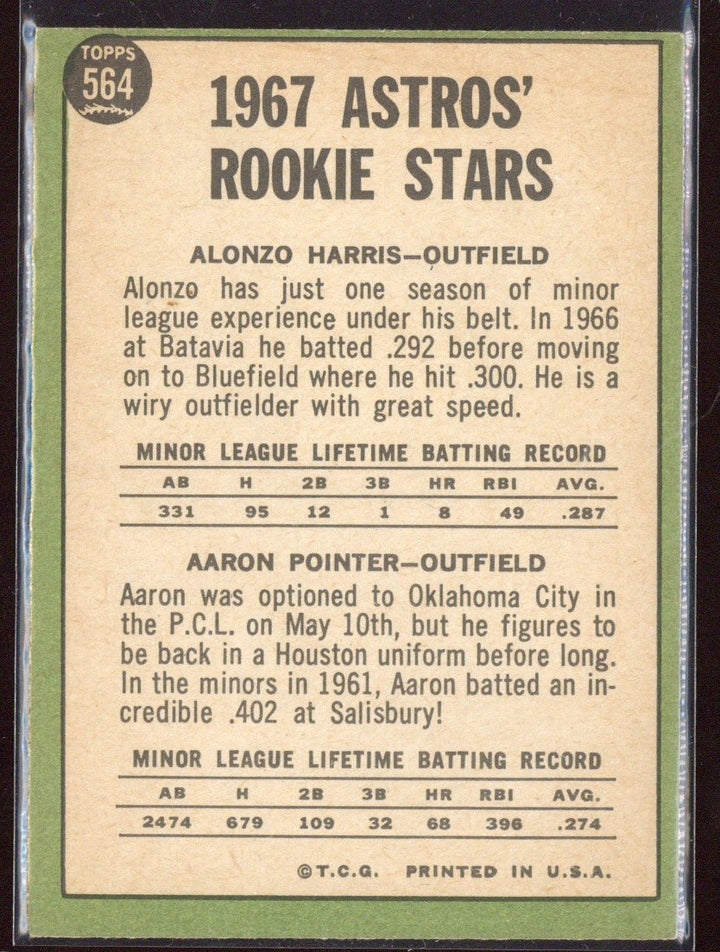 TOPPS
564
1967 ASTROS'
ROOKIE STARS
ALONZO HARRIS—OUTFIELD
Alonzo has just one season of minor
league experience under his belt. In 1966
at Batavia he batted .292 before moving
on to Bluefield where he hit .300. He is a
wiry outfielder with great speed.
MINOR LEAGUE LIFETIME BATTING RECORD
AB H 2B 3B HR RBI AVG.
331 95 12 1 8 49 .287
AARON POINTER—OUTFIELD
Aaron was optioned to Oklahoma City in
the P.C.L. on May 10th, but he figures to
be back in a Houston uniform before long.
In the minors in 1961, Aaron batted an in-
credible .402 at Salisbury!
MINOR LEAGUE LIFETIME BATTING RECORD
AB H 2B 3B HR RBI AVG.
2474 679 109 32 68 396 .274
©T.C.G. PRINTED IN U.S.A.